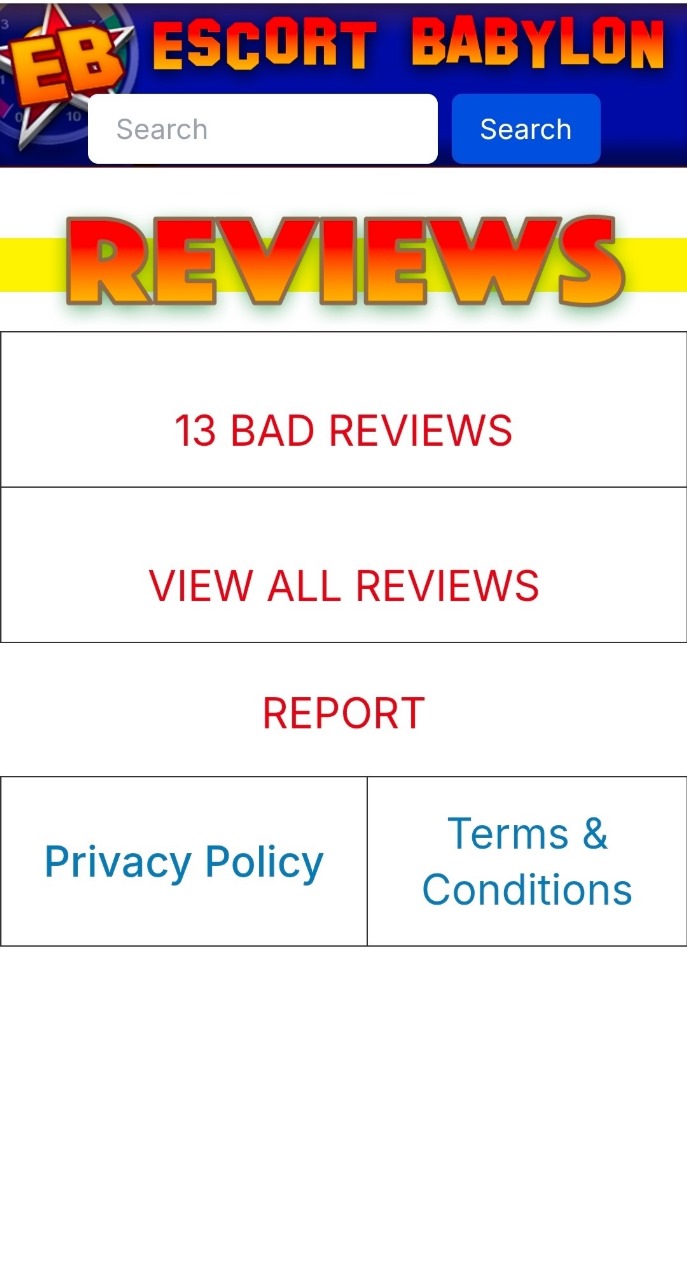 EB ESCORT BABYLON
Search Search
REVIEWS
13 BAD REVIEWS
VIEW ALL REVIEWS
REPORT
Privacy Policy
Terms &
Conditions